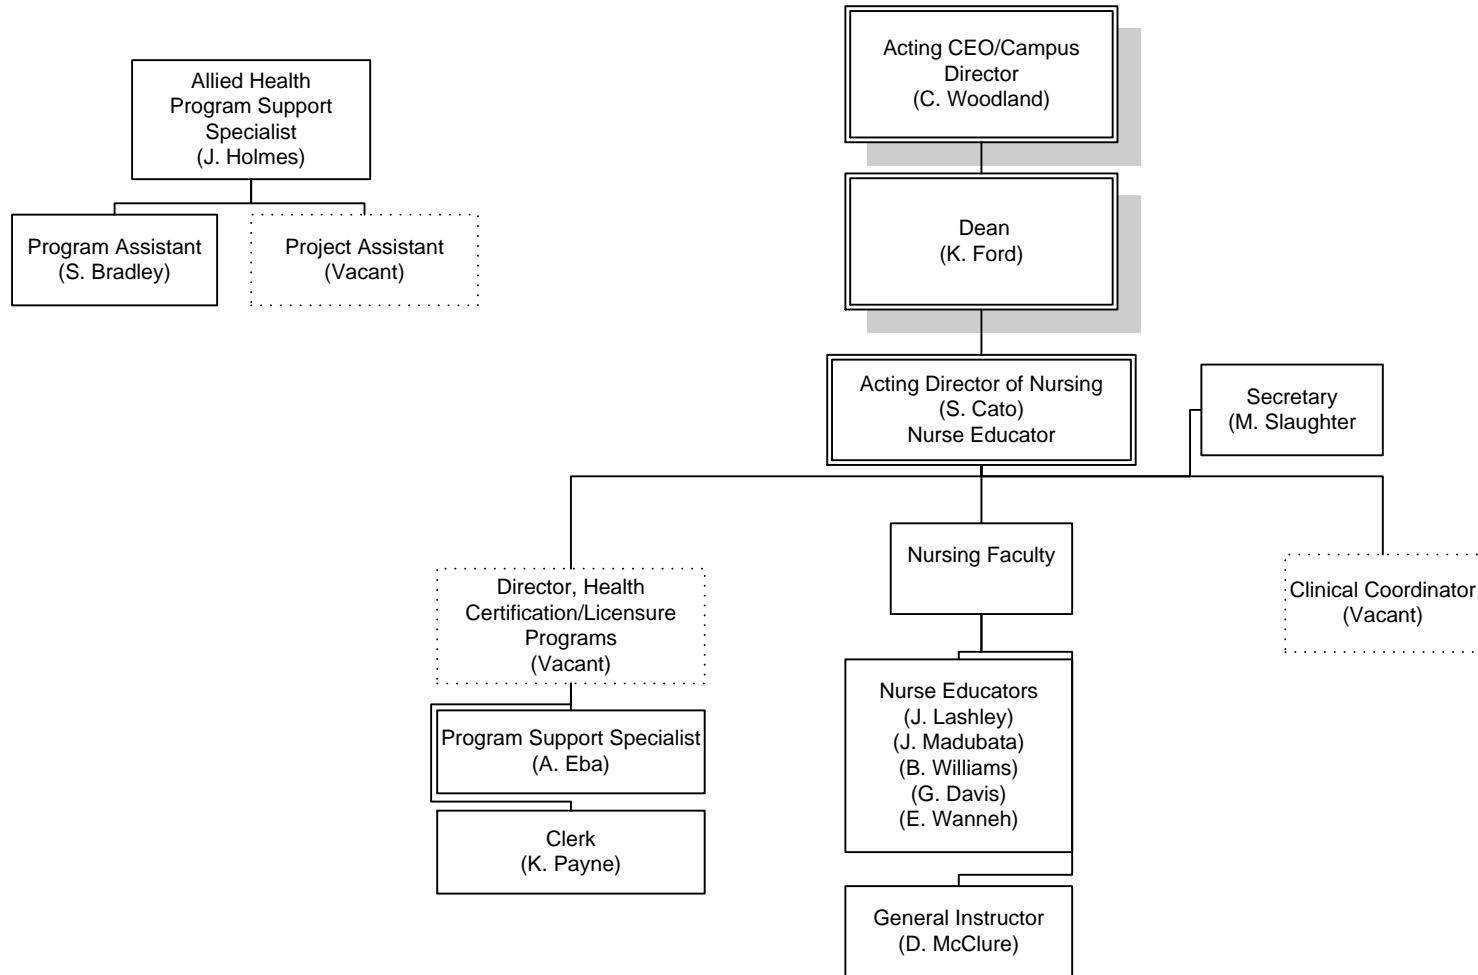 Acting CEO/Campus
Director
(C. Woodland)
Allied Health
Program Support
Specialist
(J. Holmes)
Program Assistant
(S. Bradley)
Project Assistant
(Vacant)
Dean
(K. Ford)
Acting Director of Nursing
(S. Cato)
Nurse Educator
Secretary
(M. Slaughter
Director, Health
Certification/Licensure
Programs
(Vacant)
Nursing Faculty
Clinical Coordinator
(Vacant)
Program Support Specialist
(A. Eba)
Clerk
(K. Payne)
Nurse Educators
(J. Lashley)
(J. Madubata)
(B. Williams)
(G. Davis)
(E. Wanneh)
General Instructor
(D. McClure)